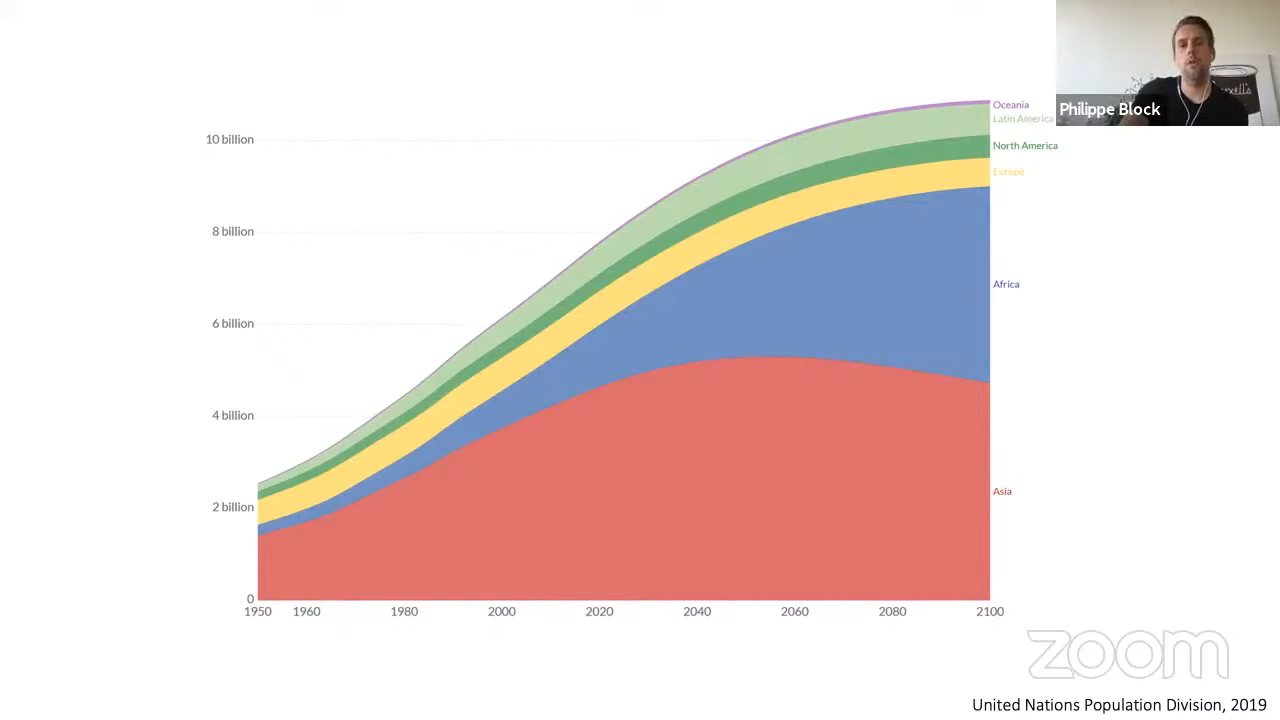 Philippe Block
Oceania
Latin America
North America
Europe
Africa
Asia
10 billion
8 billion
6 billion
4 billion
2 billion
0
1950 1960 1980 2000 2020 2040 2060 2080 2100
zoom
United Nations Population Division, 2019